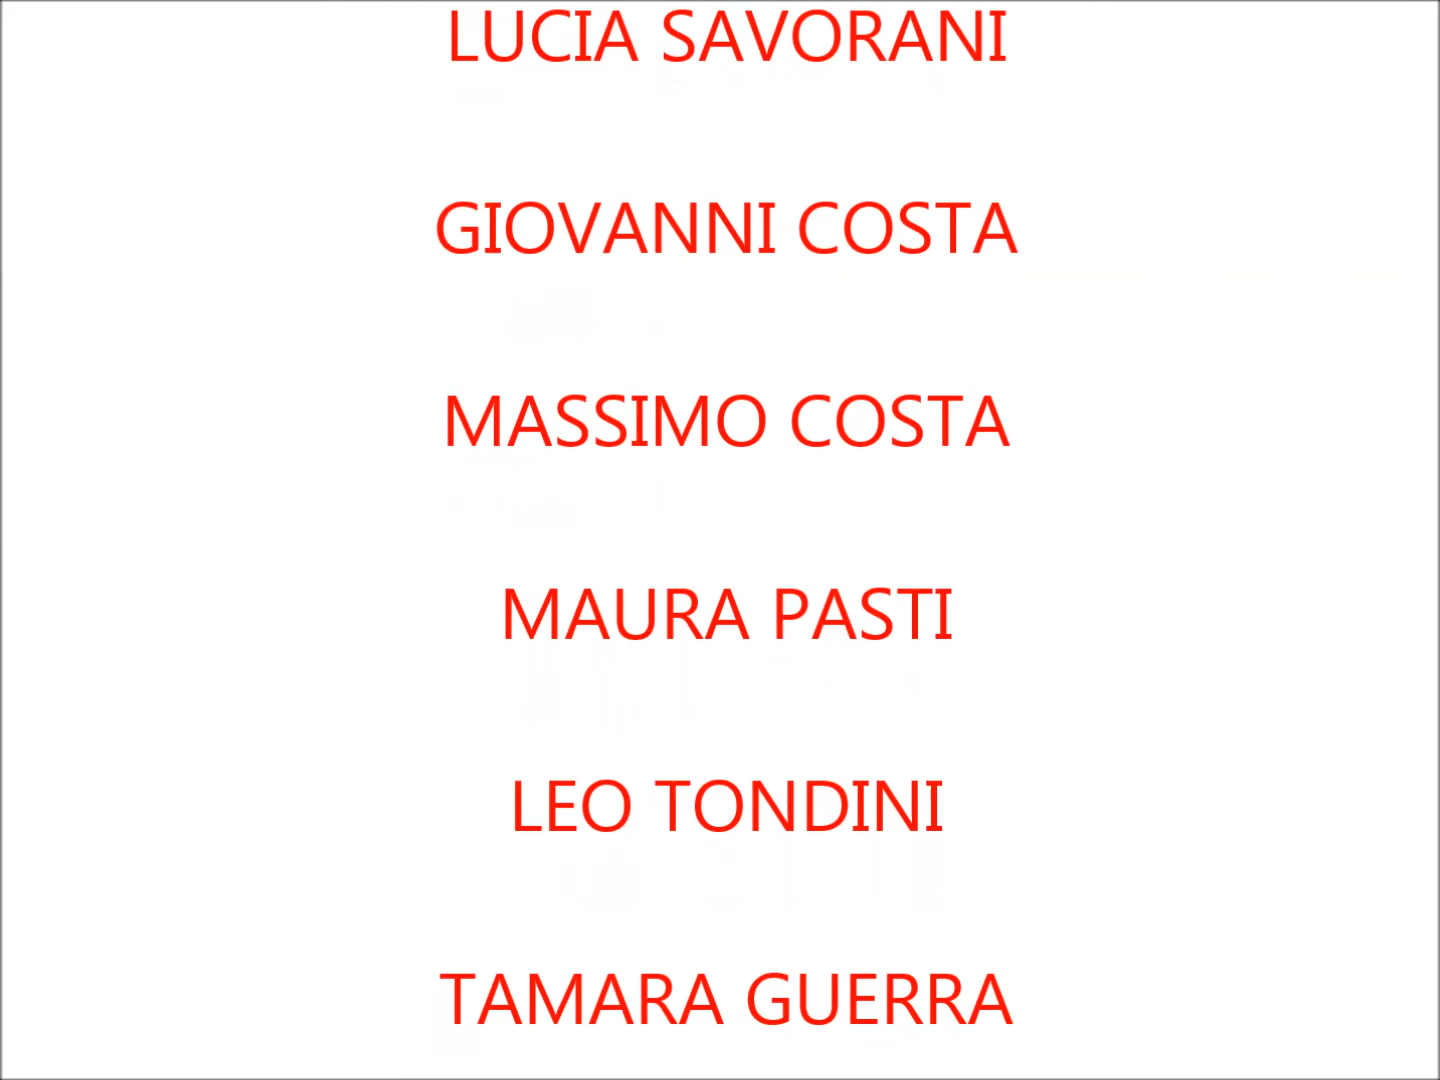 LUCIA SAVORANI
GIOVANNI COSTA
MASSIMO COSTA
MAURA PASTI
LEO TONDINI
TAMARA GUERRA